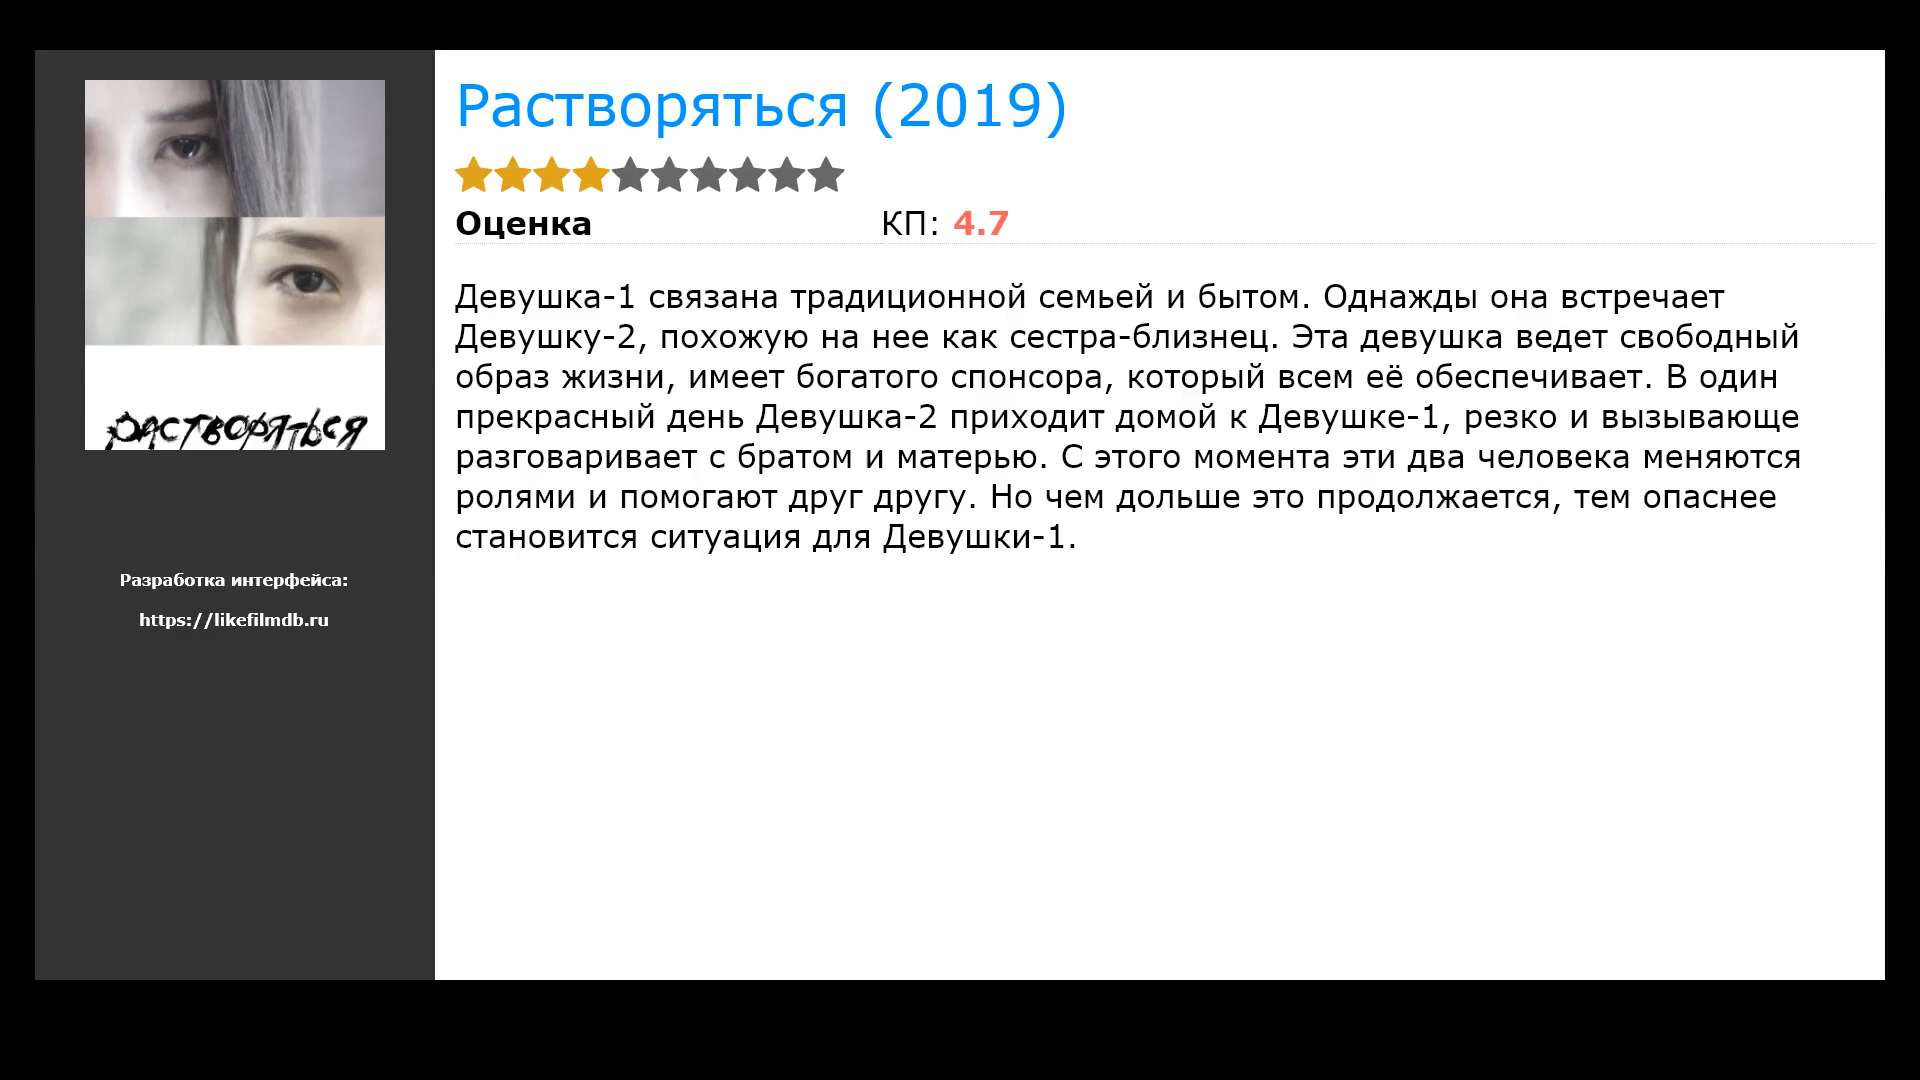 Растворяться (2019)
Оценка КП: 4.7
Девушка-1 связана традиционной семьей и бытом. Однажды она встречает
Девушку-2, похожую на нее как сестра-близнец. Эта девушка ведет свободный
образ жизни, имеет богатого спонсора, который всем её обеспечивает. В один
прекрасный день Девушка-2 приходит домой к Девушке-1, резко и вызывающе
разговаривает с братом и матерью. С этого момента эти два человека меняются
ролями и помогают друг другу. Но чем дольше это продолжается, тем опаснее
становится ситуация для Девушки-1.
РАСТВОРЯТЬСЯ
Разработка интерфейса:
https://likefilmdb.ru